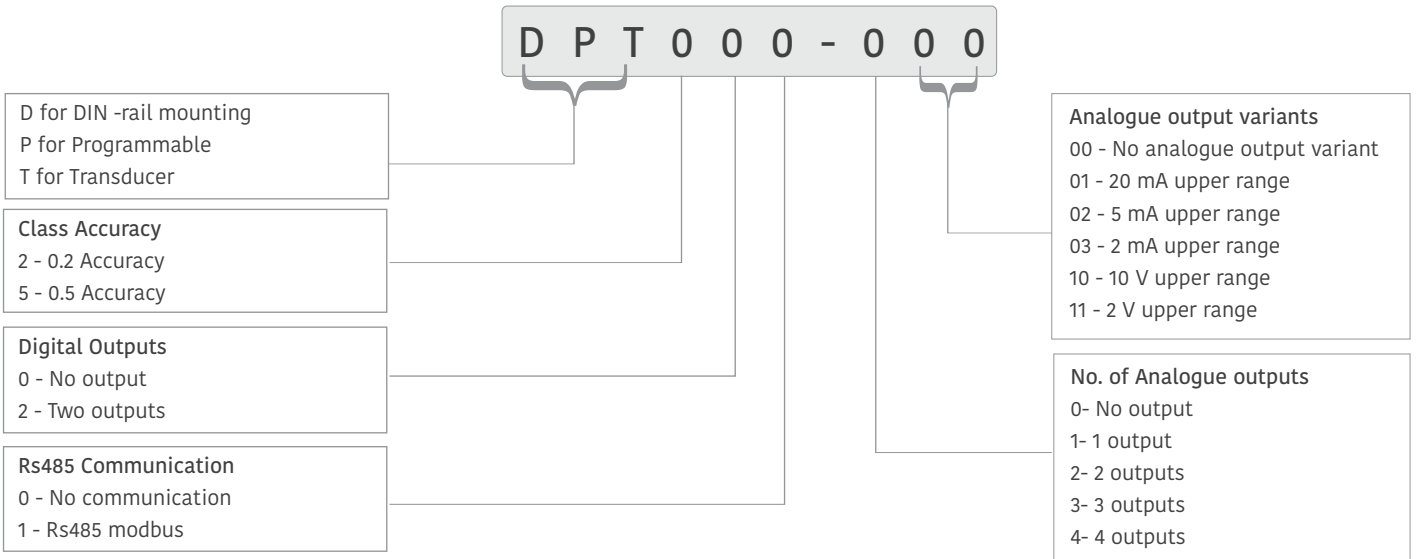 D P T 0 0 0 - 0 0 0
D for DIN -rail mounting
P for Programmable
T for Transducer
Class Accuracy
2 - 0.2 Accuracy
5 - 0.5 Accuracy
Digital Outputs
0 - No output
2 - Two outputs
Rs485 Communication
0 - No communication
1 - Rs485 modbus
Analogue output variants
00 - No analogue output variant
01 - 20 mA upper range
02 - 5 mA upper range
03 - 2 mA upper range
10 - 10 V upper range
11 - 2 V upper range
No. of Analogue outputs
0- No output
1- 1 output
2- 2 outputs
3- 3 outputs
4- 4 outputs